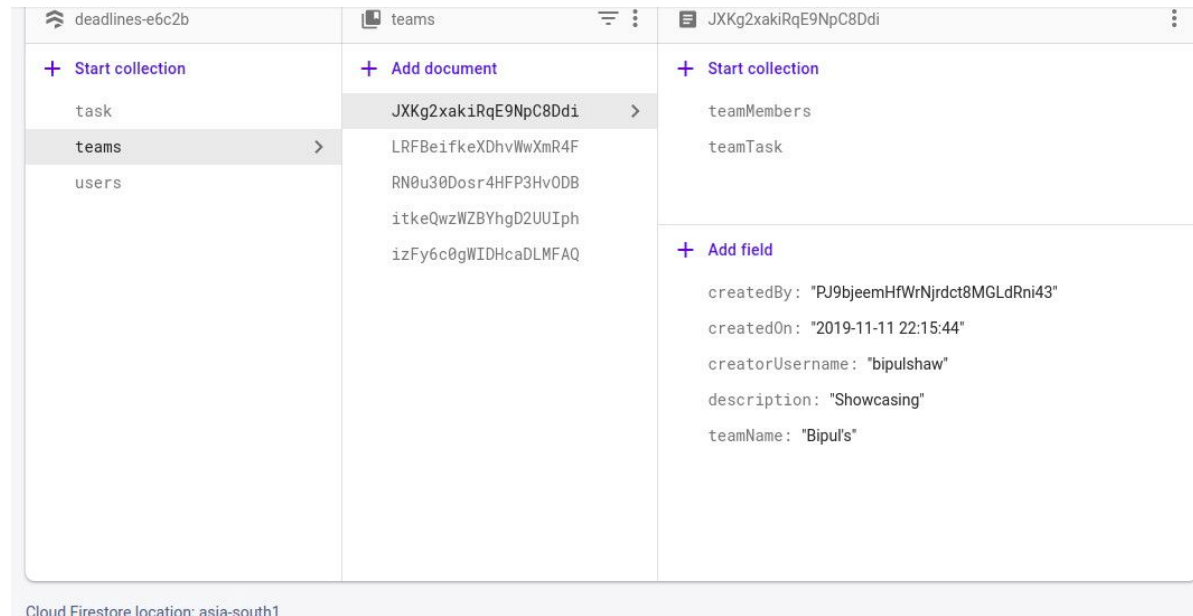 deadlines-e6c2b
teams
JXKg2xakiRqE9NpC8Ddi
+ Start collection
task
teams
users
+ Add document
JXKg2xakiRqE9NpC8Ddi
LRFBeifkeXDhvWwXmR4F
RN0u30Dosr4HFP3HvODB
itkeQwzWZBYhgD2UUIph
izFy6c0gWIDHcaDLMFAQ
+ Start collection
teamMembers
teamTask
+ Add field
createdBy: "PJ9bjeemHfWrNjrdct8MGLdRni43"
createdOn: "2019-11-11 22:15:44"
creatorUsername: "bipulshaw"
description: "Showcasing"
teamName: "Bipul's"
Cloud Firestore location: asia-south1